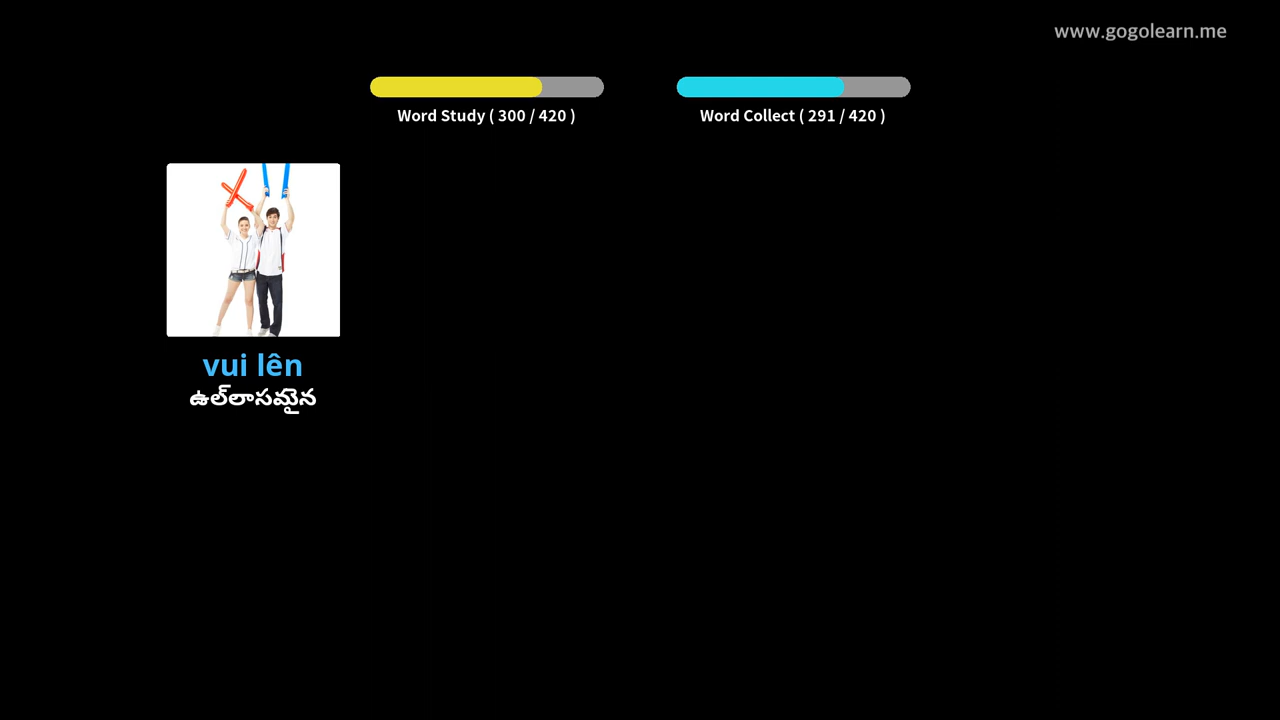 www.gogolearn.me
Word Study ( 300 / 420 )
Word Collect ( 291 / 420 )
vui lên
ఉల్లాసమైన